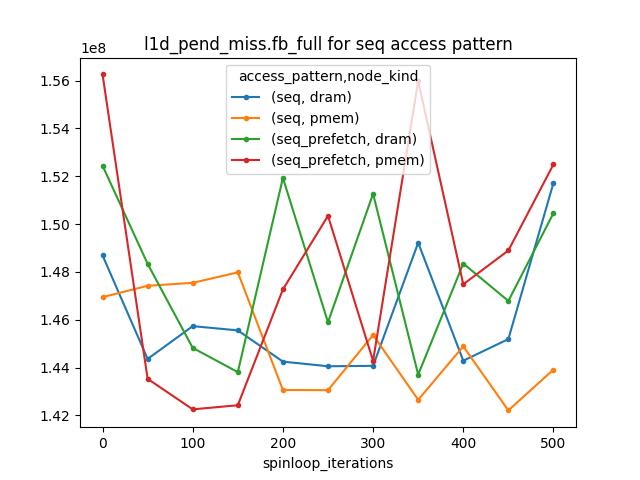 l1d_pend_miss.fb_full for seq access pattern
1e8
access_pattern,node_kind
(seq, dram)
(seq, pmem)
(seq_prefetch, dram)
(seq_prefetch, pmem)
1.56
1.54
1.52
1.50
1.48
1.46
1.44
1.42
0 100 200 300 400 500
spinloop_iterations